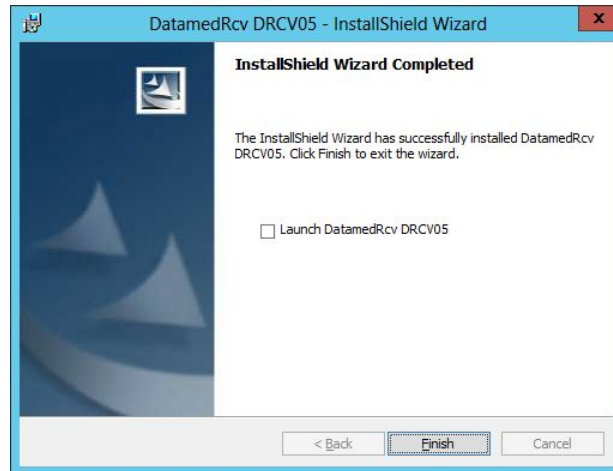 DatamedRcv DRCV05 - InstallShield Wizard
x
InstallShield Wizard Completed
The InstallShield Wizard has successfully installed DatamedRcv
DRCV05. Click Finish to exit the wizard.
Launch DatamedRcv DRCV05
< Back
Finish
Cancel